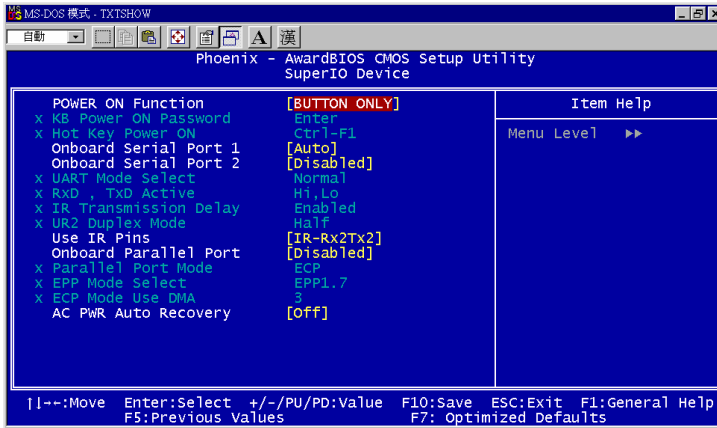 MS-DOS 模式 - TXTSHOW
自動
A 漢
Phoenix - AwardBIOS CMOS Setup Utility
SuperIO Device
POWER ON Function [BUTTON ONLY]
x KB Power ON Password Enter
x Hot Key Power ON Ctrl-F1
Onboard Serial Port 1 [Auto]
Onboard Serial Port 2 [Disabled]
x UART Mode Select Normal
x RxD , TxD Active Hi,Lo
x IR Transmission Delay Enabled
x UR2 Duplex Mode Half
Use IR Pins [IR-Rx2Tx2]
Onboard Parallel Port [Disabled]
x Parallel Port Mode ECP
x EPP Mode Select EPP1.7
x ECP Mode Use DMA 3
AC PWR Auto Recovery [Off]
Item Help
Menu Level ▶▶
↑↓→←:Move Enter:Select +/-/PU/PD:Value F10:Save ESC:Exit F1:General Help
F5:Previous Values F7: Optimized Defaults